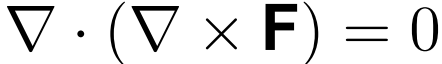 ∇ · (∇ × F) = 0